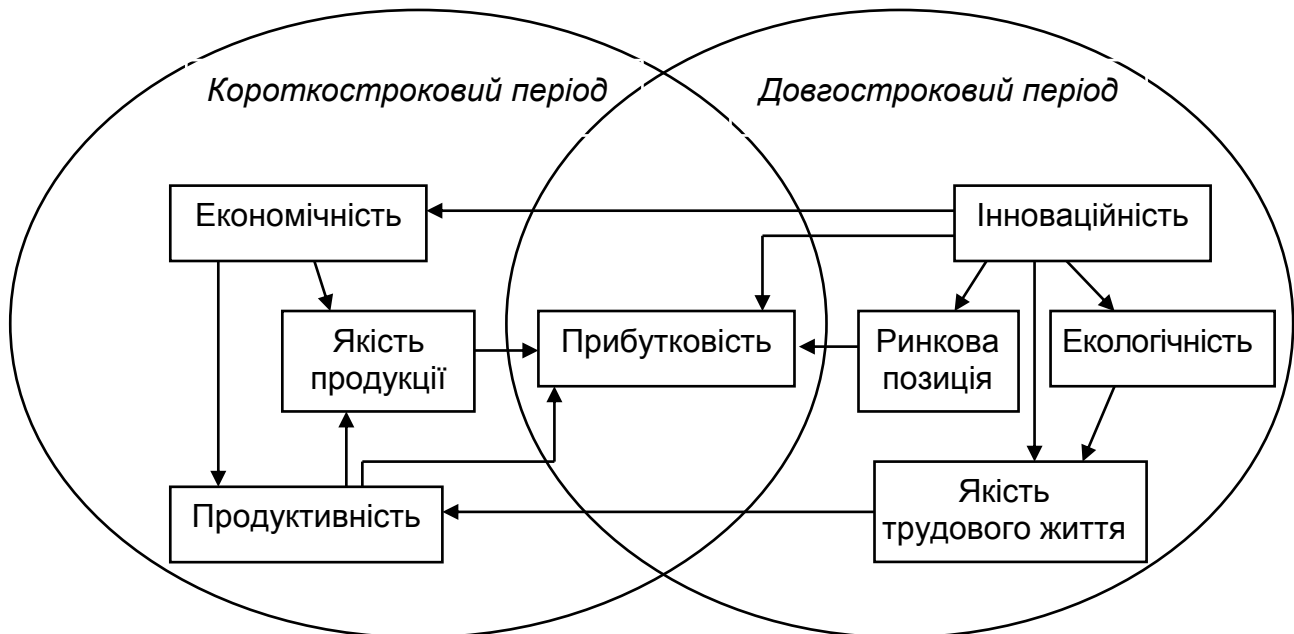 Короткостроковий період
Довгостроковий період
Економічність
Інноваційність
Якість
продукції
Прибутковість
Ринкова
позиція
Екологічність
Продуктивність
Якість
трудового життя